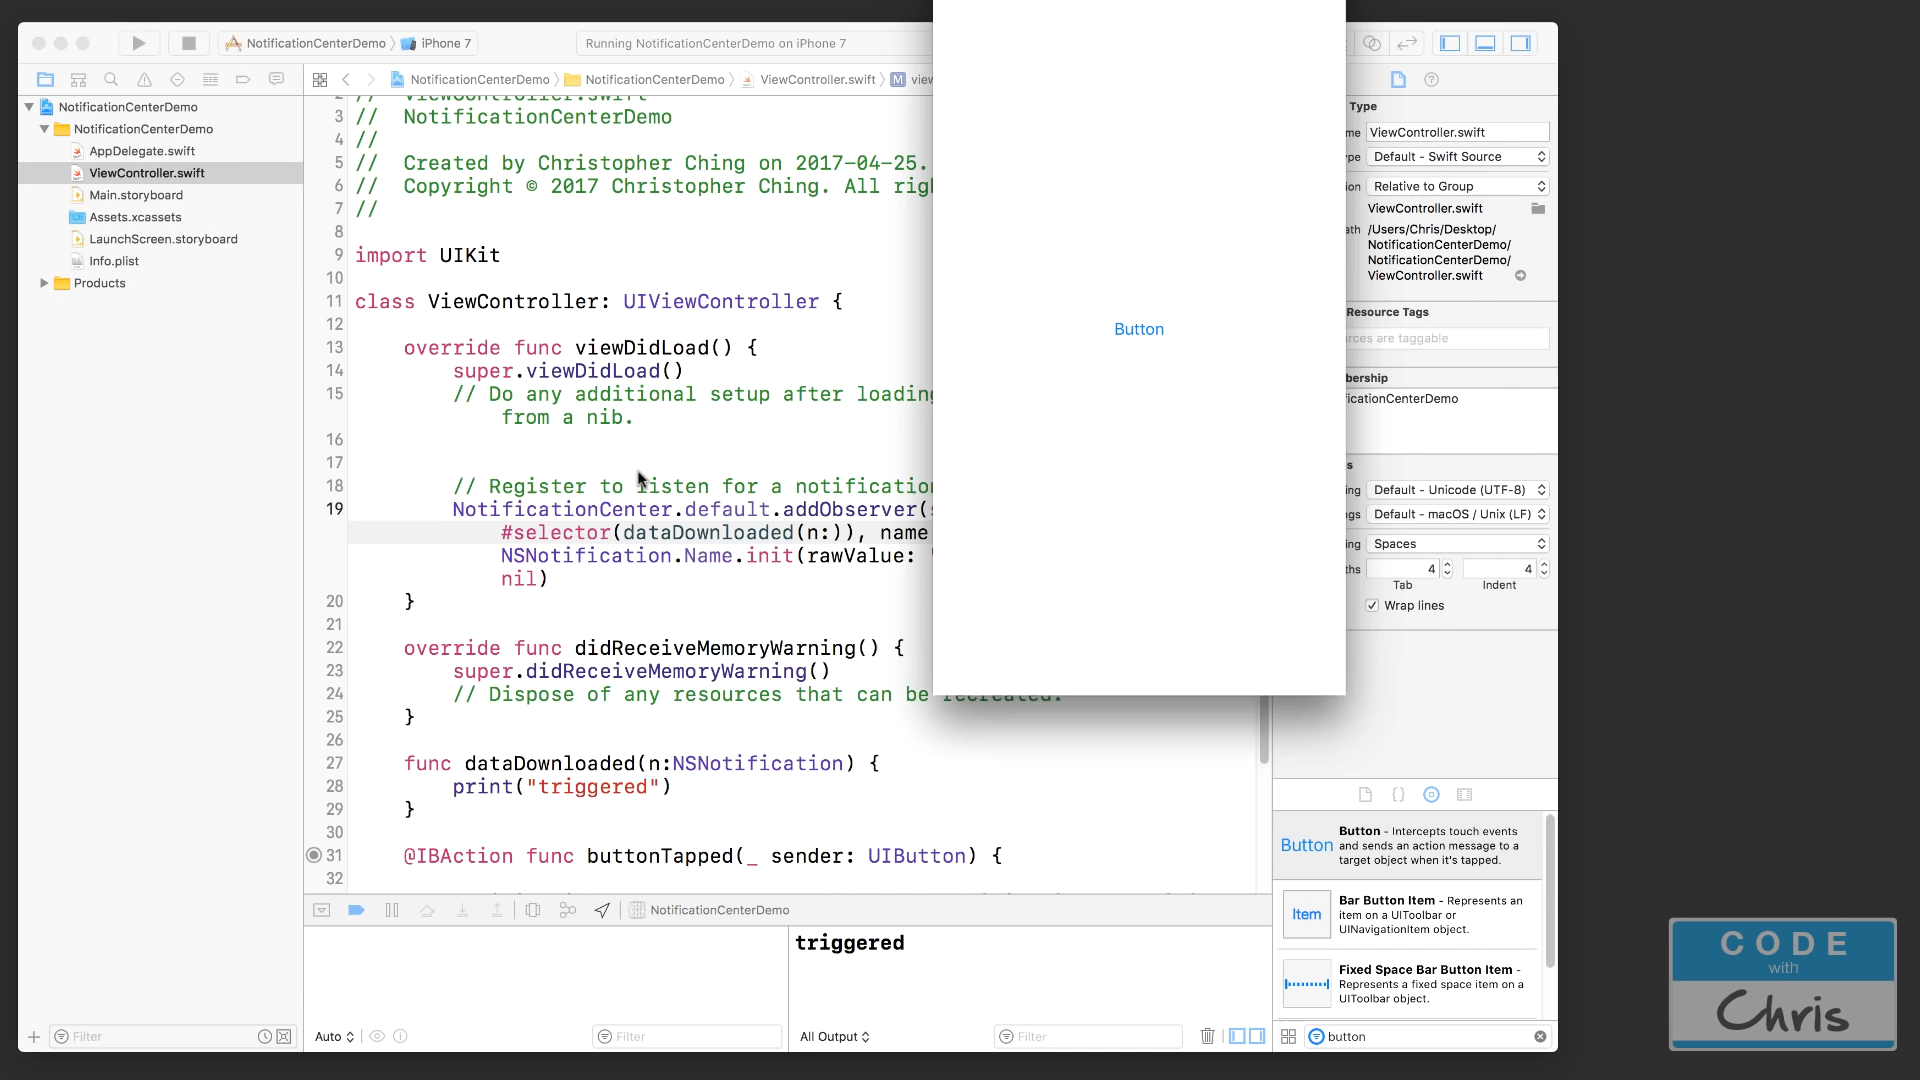 NotificationCenterDemo
iPhone 7
Running NotificationCenterDemo on iPhone 7
NotificationCenterDemo
NotificationCenterDemo
ViewController.swift
M
NotificationCenterDemo
NotificationCenterDemo
AppDelegate.swift
ViewController.swift
Main.storyboard
Assets.xcassets
LaunchScreen.storyboard
Info.plist
Products
Filter
// ViewController.swift
3 // NotificationCenterDemo
4 //
5 // Created by Christopher Ching on 2017-04-25.
6 // Copyright © 2017 Christopher Ching. All
7 //
8
9 import UIKit
10
11 class ViewController: UIViewController {
12
13 override func viewDidLoad() {
14 super.viewDidLoad()
15 // Do any additional setup after loading
from a nib.
16
17
18 // Register to listen for a notification
19 NotificationCenter.default.addObserver(
#selector(dataDownloaded(n:)), name
NSNotification.Name.init(rawValue:
nil)
20 }
21
22 override func didReceiveMemoryWarning() {
23 super.didReceiveMemoryWarning()
24 // Dispose of any resources that can be recreated.
25 }
26
27 func dataDownloaded(n:NSNotification) {
28 print("triggered")
29 }
30
31 @IBAction func buttonTapped(_ sender: UIButton) {
32
Button
NotificationCenterDemo
triggered
Auto
Filter
All Output
Filter
Type
ViewController.swift
Default - Swift Source
Relative to Group
ViewController.swift
/Users/Chris/Desktop/
NotificationCenterDemo/
NotificationCenterDemo/
ViewController.swift
Resource Tags
are taggable
Default - Unicode (UTF-8)
Default - macOS / Unix (LF)
Spaces
4 4
Tab Indent
Wrap lines
Button
Button - Intercepts touch events
and sends an action message to a
target object when it's tapped.
Item
Bar Button Item - Represents an
item on a UIToolbar or
UINavigationItem object.
Fixed Space Bar Button Item -
Represents a fixed space item on a
UIToolbar object.
button
CODE
with
Chris